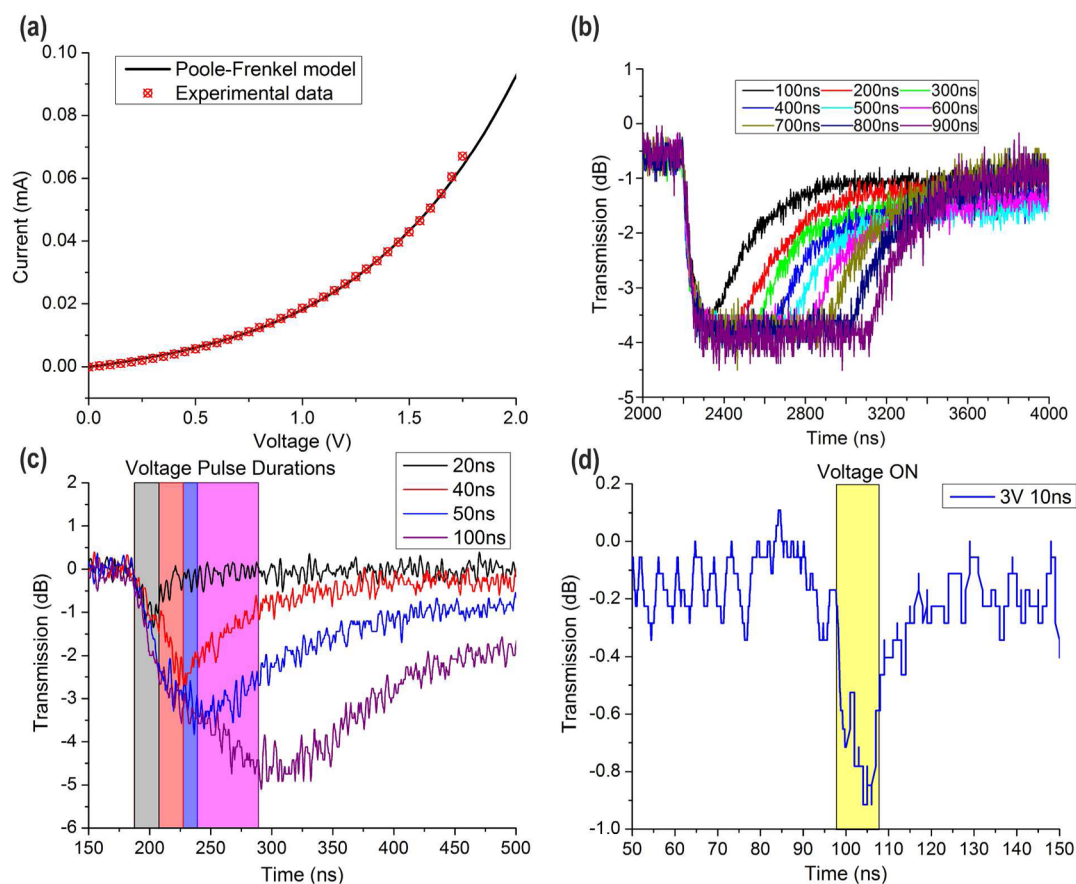 (a)
0.10
0.08
0.06
0.04
0.02
0.00
Current (mA)
Poole-Frenkel model
Experimental data
0.0 0.5 1.0 1.5 2.0
Voltage (V)
(b)
1
0
-1
-2
-3
-4
-5
Transmission (dB)
100ns 200ns 300ns
400ns 500ns 600ns
700ns 800ns 900ns
2000 2400 2800 3200 3600 4000
Time (ns)
(c)
Voltage Pulse Durations
2
1
0
-1
-2
-3
-4
-5
-6
Transmission (dB)
20ns
40ns
50ns
100ns
150 200 250 300 350 400 450 500
Time (ns)
(d)
Voltage ON
0.2
0.0
-0.2
-0.4
-0.6
-0.8
-1.0
Transmission (dB)
3V 10ns
50 60 70 80 90 100 110 120 130 140 150
Time (ns)